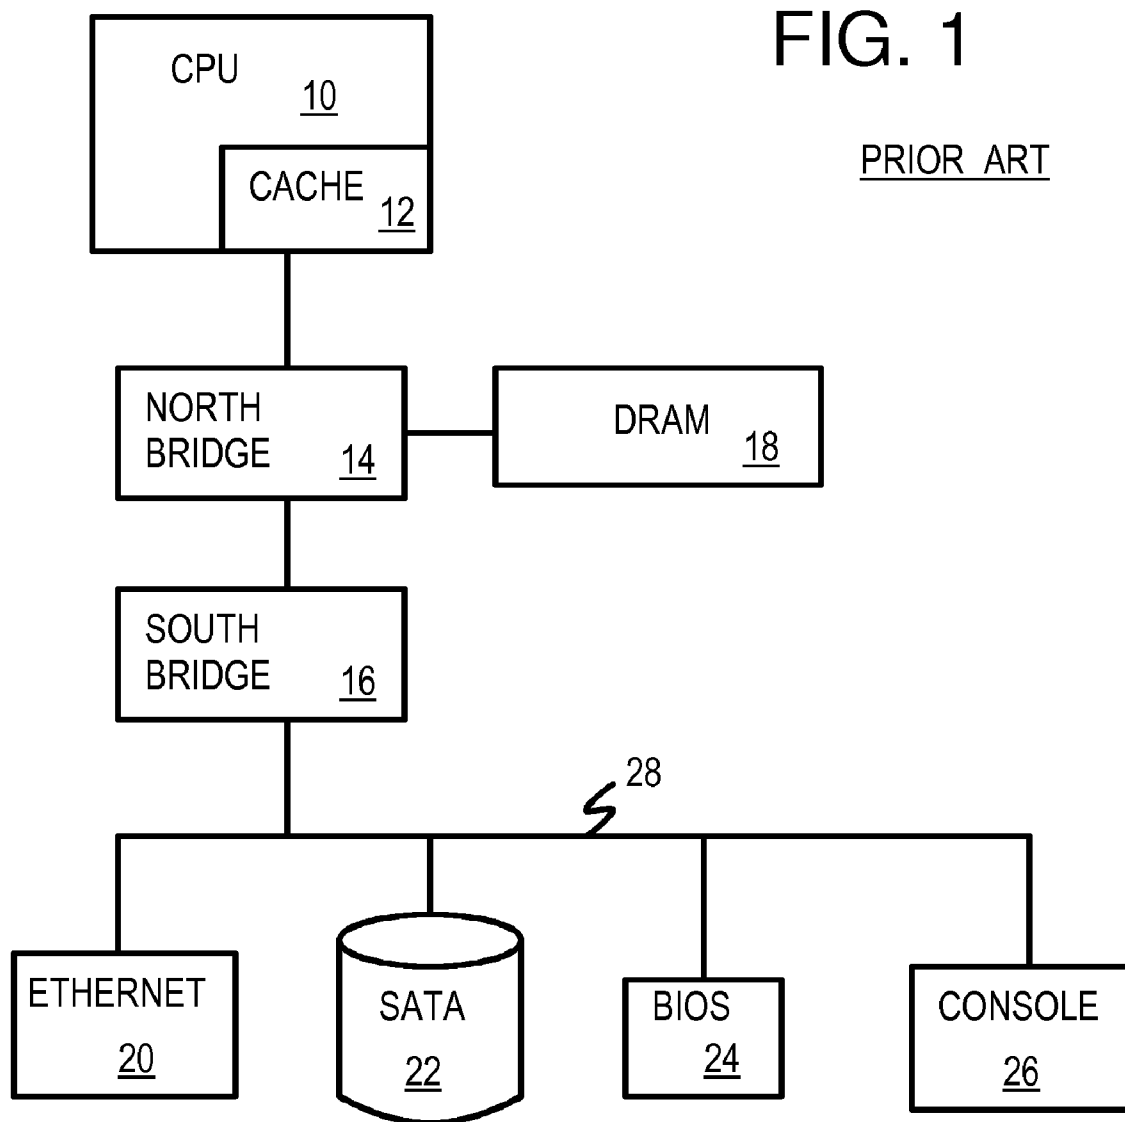 FIG. 1
PRIOR ART
CPU
10
CACHE
12
NORTH
BRIDGE
14
DRAM
18
SOUTH
BRIDGE
16
28
ETHERNET
20
SATA
22
BIOS
24
CONSOLE
26